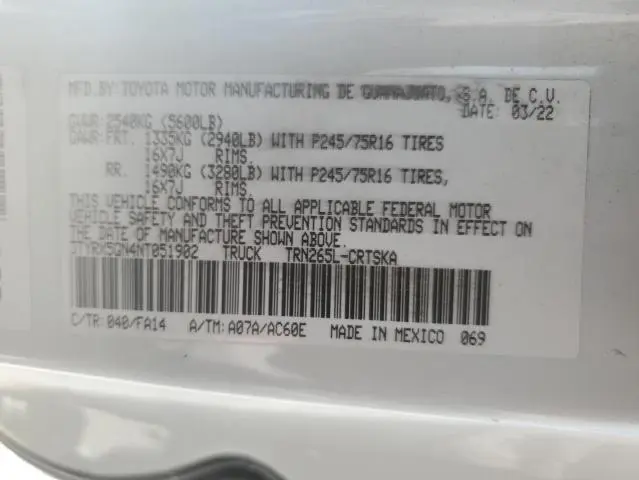 MFD.BY:TOYOTA MOTOR MANUFACTURING DE GUANAJUATO, S.A. DE C.V.
DATE: 03/22
GVWR: 2540KG (5600LB)
GAWR:FRT. 1335KG (2940LB) WITH P245/75R16 TIRES
16X7J RIMS.
RR. 1490KG (3280LB) WITH P245/75R16 TIRES,
16X7J RIMS.
THIS VEHICLE CONFORMS TO ALL APPLICABLE FEDERAL MOTOR
VEHICLE SAFETY AND THEFT PREVENTION STANDARDS IN EFFECT ON
THE DATE OF MANUFACTURE SHOWN ABOVE.
TRUCK TRN265L-CRTSKA
C/TR: 040/FA14 A/TM: A07A/AC60E MADE IN MEXICO 069